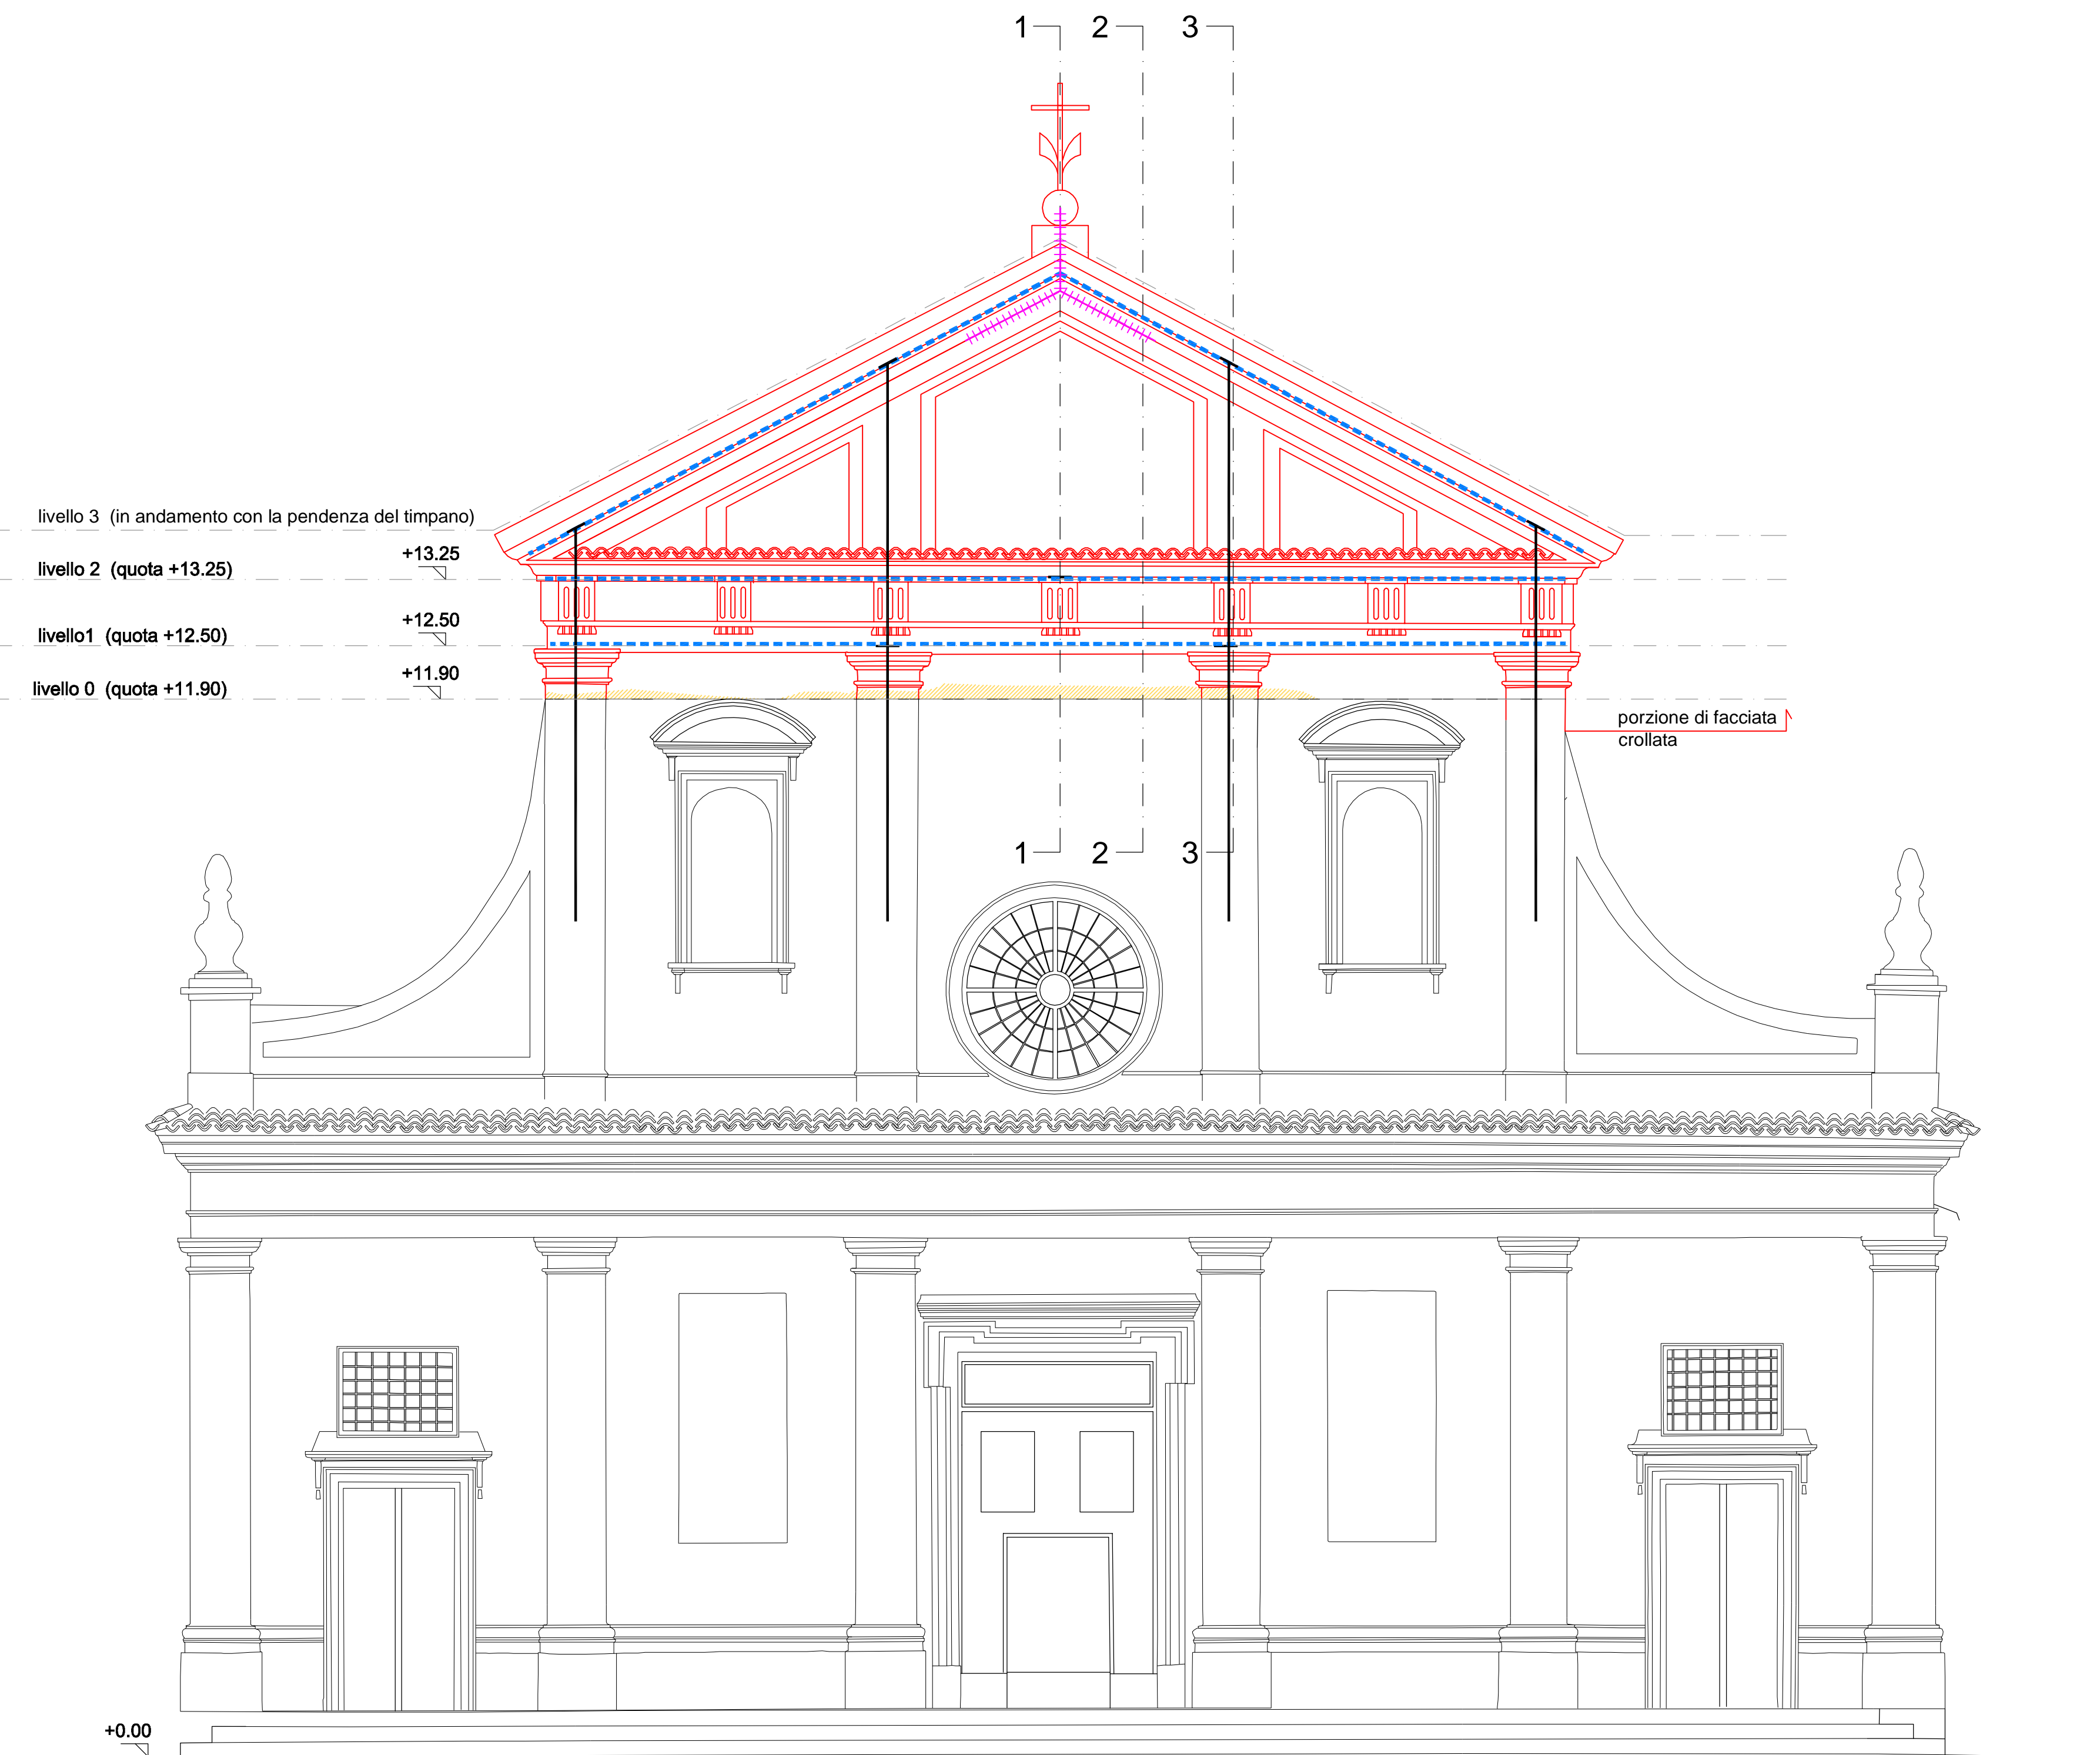 1 2 3
livello 3 (in andamento con la pendenza del timpano)
+13.25
livello 2 (quota +13.25)
+12.50
livello1 (quota +12.50)
+11.90
livello 0 (quota +11.90)
porzione di facciata
crollata
1 2 3
+0.00